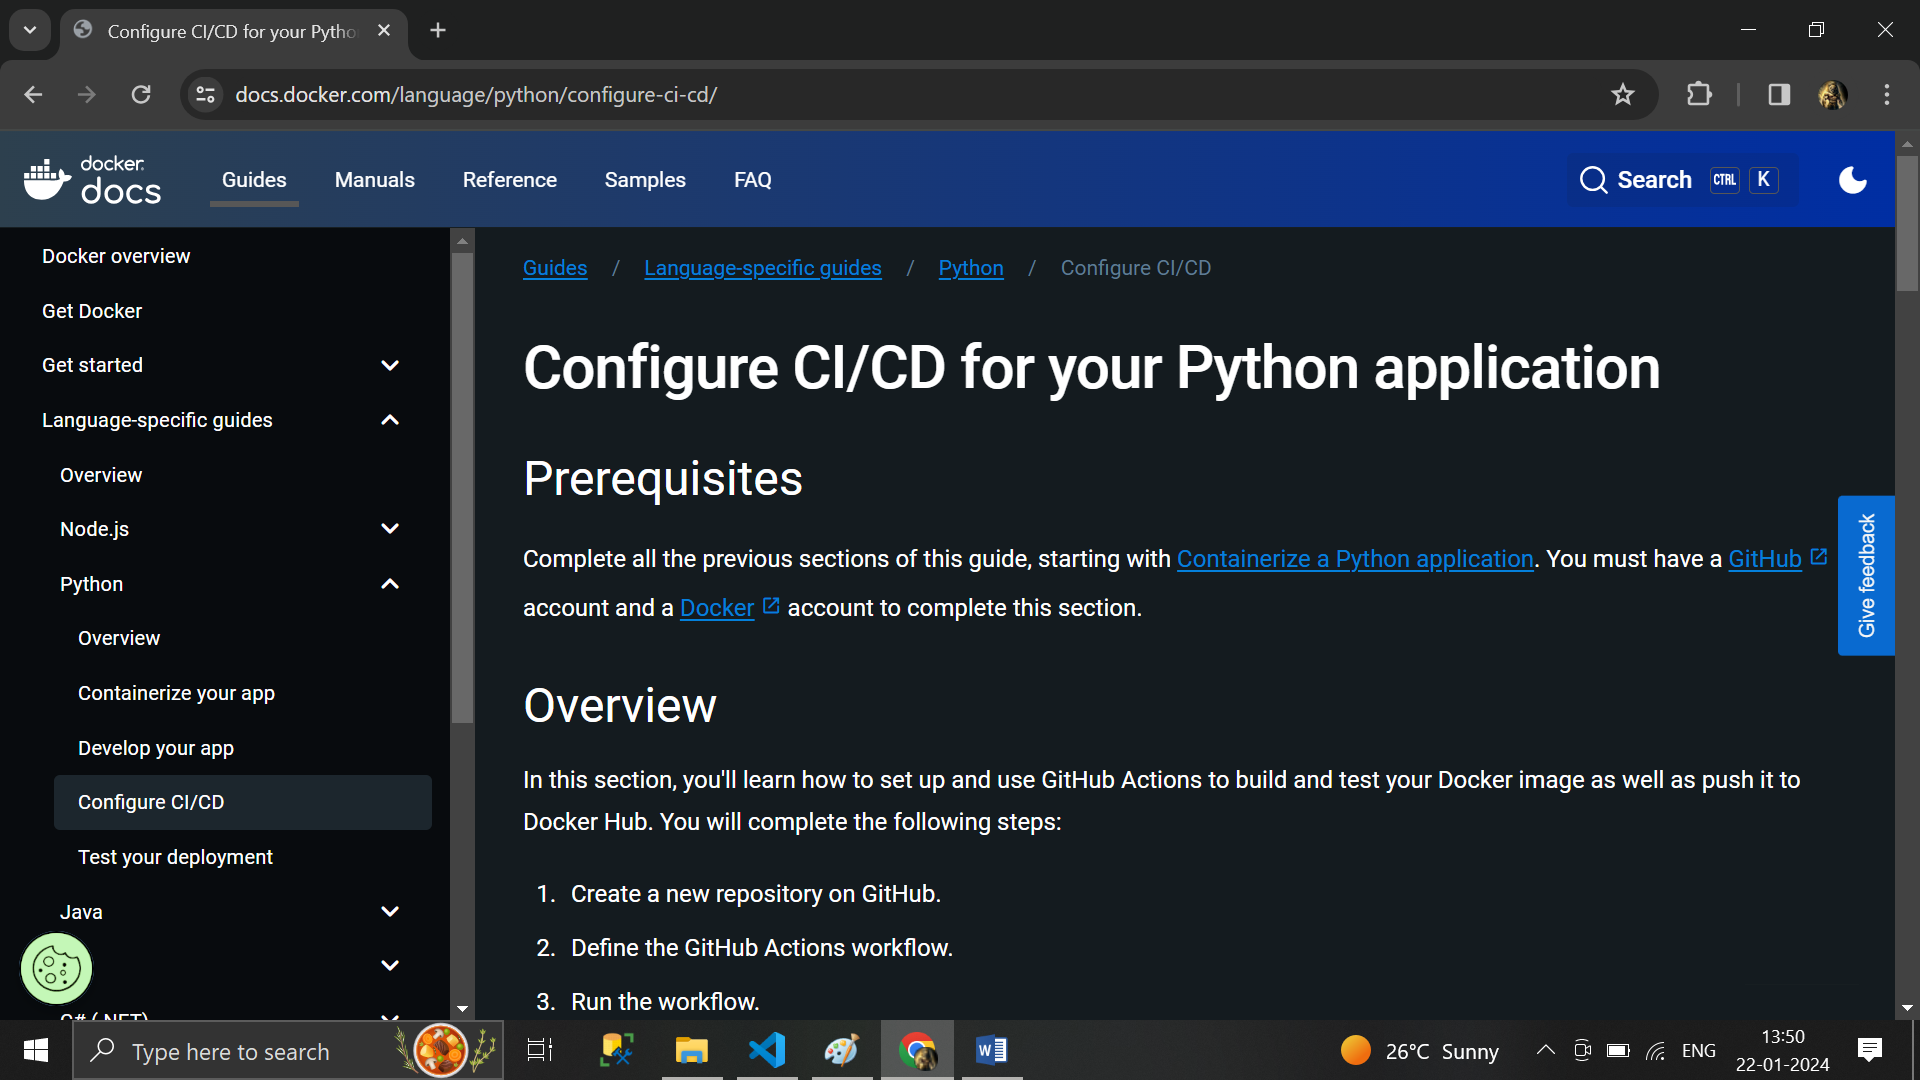 Configure CI/CD for your Pytho
docs.docker.com/language/python/configure-ci-cd/
docker
docs
Guides
Manuals
Reference
Samples
FAQ
Search
CTRL
K
Docker overview
Get Docker
Get started
Language-specific guides
Overview
Node.js
Python
Overview
Containerize your app
Develop your app
Configure CI/CD
Test your deployment
Java
C# (.NET)
Guides / Language-specific guides / Python / Configure CI/CD
Configure CI/CD for your Python application
Prerequisites
Complete all the previous sections of this guide, starting with Containerize a Python application. You must have a GitHub
account and a Docker account to complete this section.
Overview
In this section, you'll learn how to set up and use GitHub Actions to build and test your Docker image as well as push it to
Docker Hub. You will complete the following steps:
1. Create a new repository on GitHub.
2. Define the GitHub Actions workflow.
3. Run the workflow.
Give feedback
Type here to search
26°C Sunny
ENG
13:50
22-01-2024